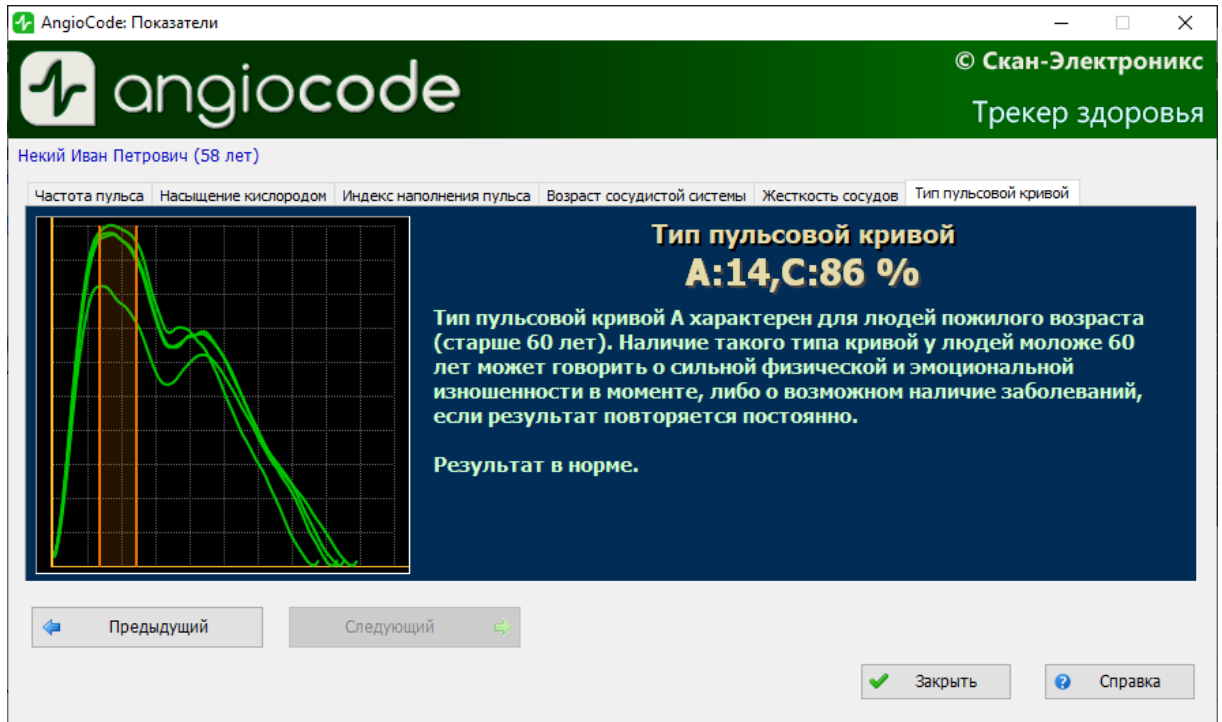 AngioCode: Показатели
angiocode
© Скан-Электроникс
Трекер здоровья
Некий Иван Петрович (58 лет)
Частота пульса
Насыщение кислородом
Индекс наполнения пульса
Возраст сосудистой системы
Жесткость сосудов
Тип пульсовой кривой
Тип пульсовой кривой
A:14,C:86 %
Тип пульсовой кривой А характерен для людей пожилого возраста
(старше 60 лет). Наличие такого типа кривой у людей моложе 60
лет может говорить о сильной физической и эмоциональной
изношенности в моменте, либо о возможном наличие заболеваний,
если результат повторяется постоянно.
Результат в норме.
Предыдущий
Следующий
Закрыть
Справка